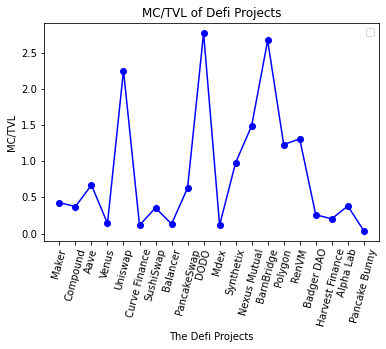 MC/TVL of Defi Projects
MC/TVL
2.5
2.0
1.5
1.0
0.5
0.0
Maker
Compound
Aave
Venus
Uniswap
Curve Finance
SushiSwap
Balancer
PancakeSwap
DODO
Mdex
Synthetix
Nexus Mutual
BarnBridge
Polygon
RenVM
Badger DAO
Harvest Finance
Alpha Lab
Pancake Bunny
The Defi Projects